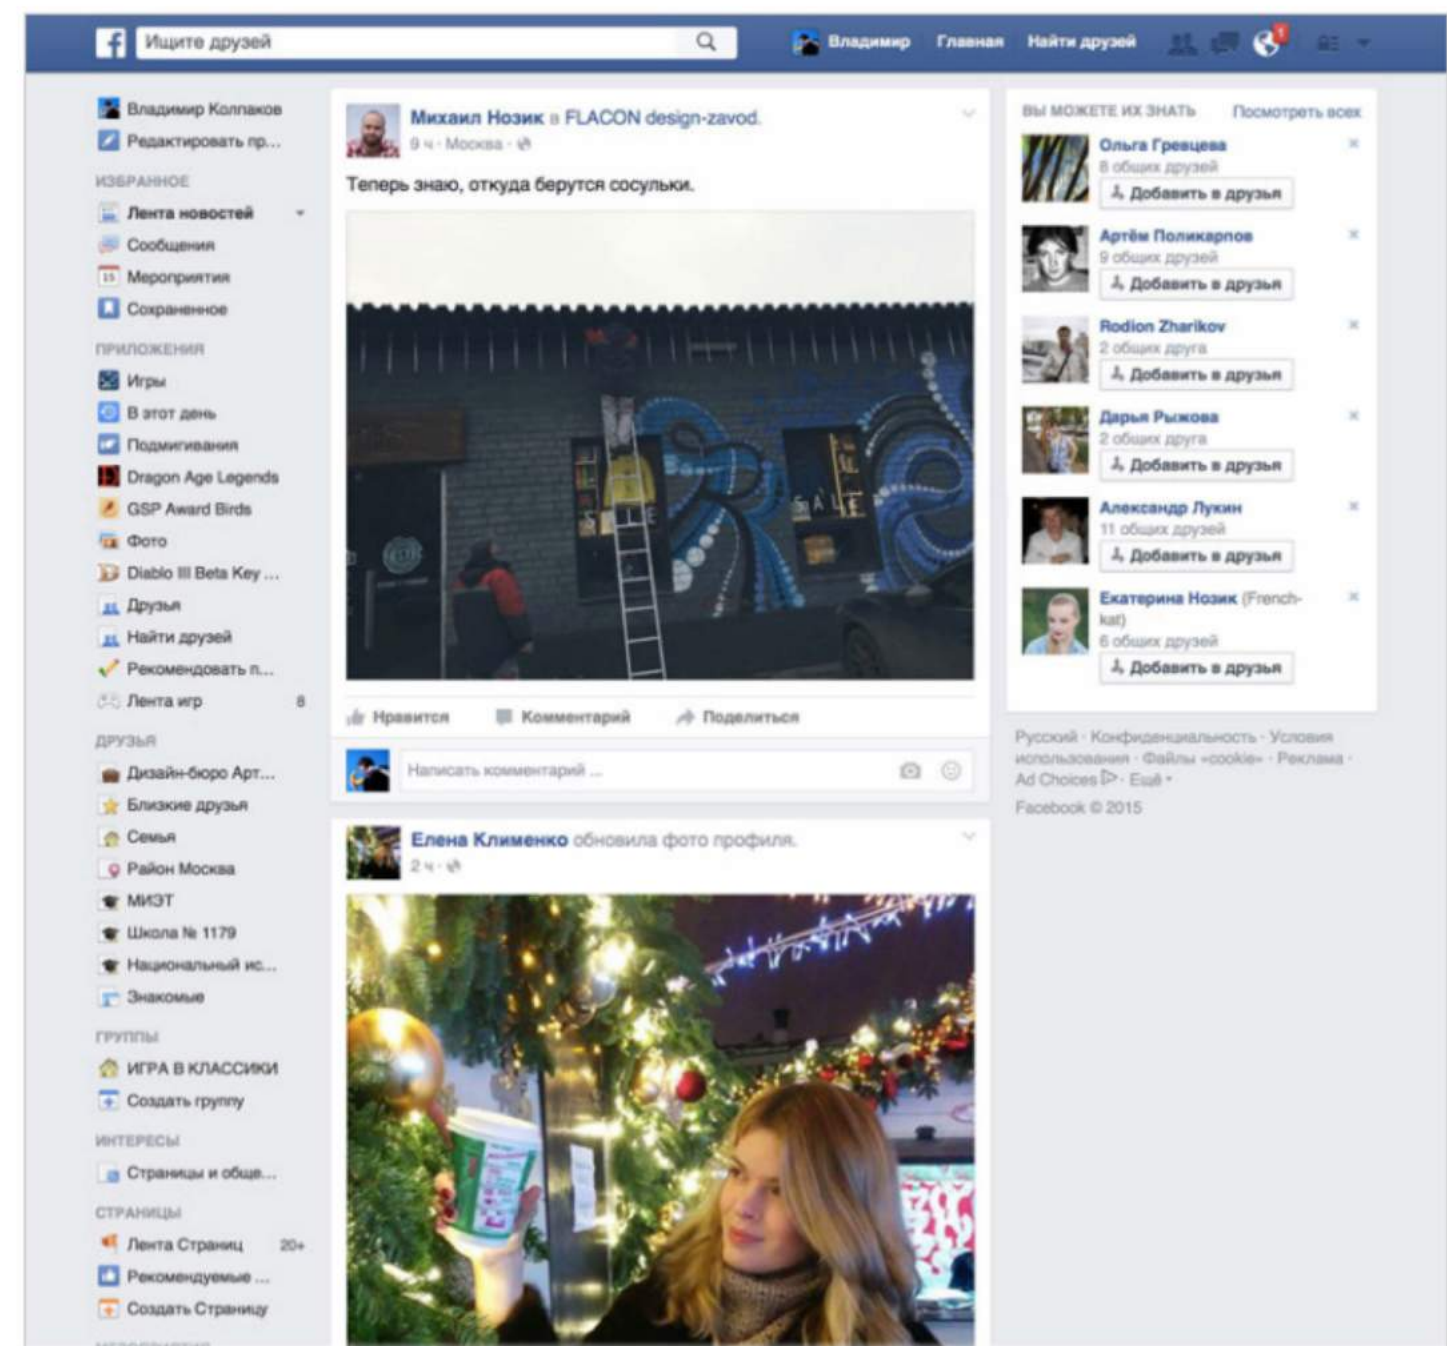 f
Ищите друзей
Владимир Главная Найти друзей 1
Владимир Колпаков
Редактировать пр...
ИЗБРАННОЕ
Лента новостей
Сообщения
15 Мероприятия
Сохраненное
ПРИЛОЖЕНИЯ
Игры
В этот день
Подмигивания
Dragon Age Legends
GSP Award Birds
Фото
Diablo III Beta Key ...
Друзья
Найти друзей
Рекомендовать п...
Лента игр 8
ДРУЗЬЯ
Дизайн-бюро Арт...
Близкие друзья
Семья
Район Москва
МИЭТ
Школа № 1179
Национальный ис...
Знакомые
ГРУППЫ
ИГРА В КЛАССИКИ
Создать группу
ИНТЕРЕСЫ
Страницы и обще...
СТРАНИЦЫ
Лента Страниц 20+
Рекомендуемые ...
Создать Страницу
Михаил Нозик в FLACON design-zavod.
9 ч · Москва ·
Теперь знаю, откуда берутся сосульки.
SALE
Нравится Комментарий Поделиться
Написать комментарий ...
Елена Клименко обновила фото профиля.
2 ч ·
ВЫ МОЖЕТЕ ИХ ЗНАТЬ Посмотреть всех
Ольга Гревцева
8 общих друзей
Добавить в друзья
Артём Поликарпов
9 общих друзей
Добавить в друзья
Rodion Zharikov
2 общих друга
Добавить в друзья
Дарья Рыжова
2 общих друга
Добавить в друзья
Александр Лукин
11 общих друзей
Добавить в друзья
Екатерина Нозик (French-
kat)
6 общих друзей
Добавить в друзья
Русский · Конфиденциальность · Условия
использования · Файлы «cookie» · Реклама ·
Ad Choices · Ещё
Facebook © 2015